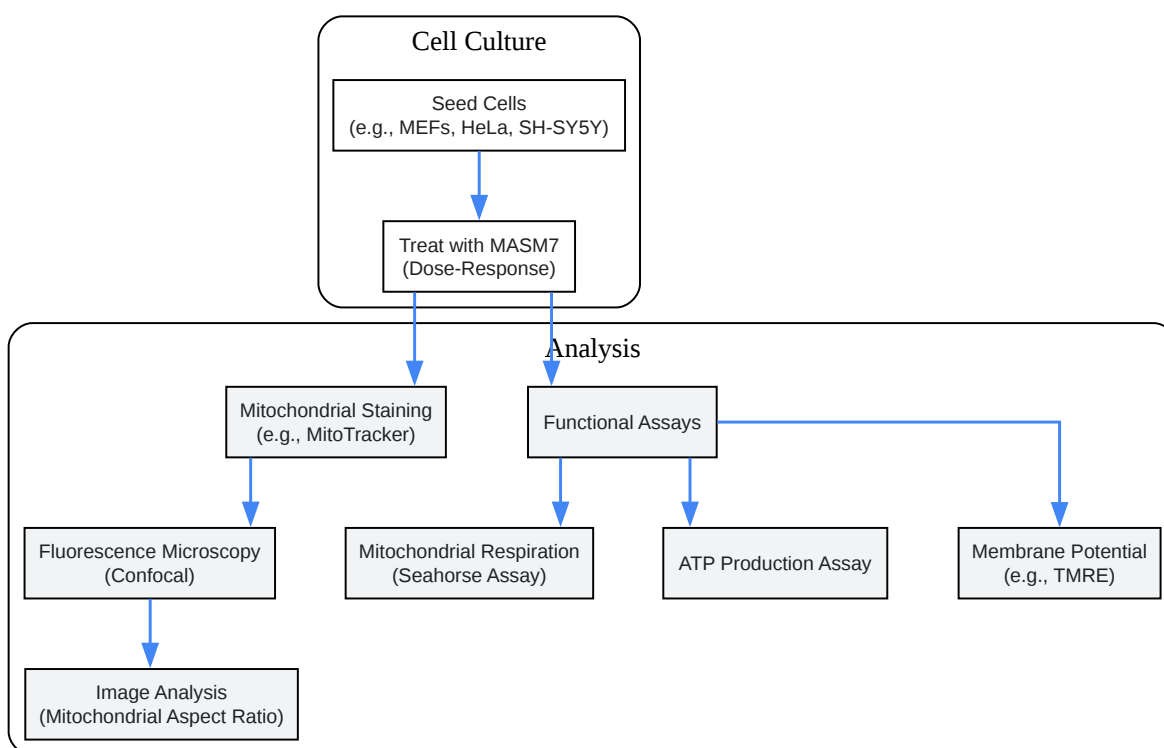 Cell Culture
Seed Cells
(e.g., MEFs, HeLa, SH-SY5Y)
Treat with MASM7
(Dose-Response)
Analysis
Mitochondrial Staining
(e.g., MitoTracker)
Functional Assays
Fluorescence Microscopy
(Confocal)
Mitochondrial Respiration
(Seahorse Assay)
ATP Production Assay
Membrane Potential
(e.g., TMRE)
Image Analysis
(Mitochondrial Aspect Ratio)